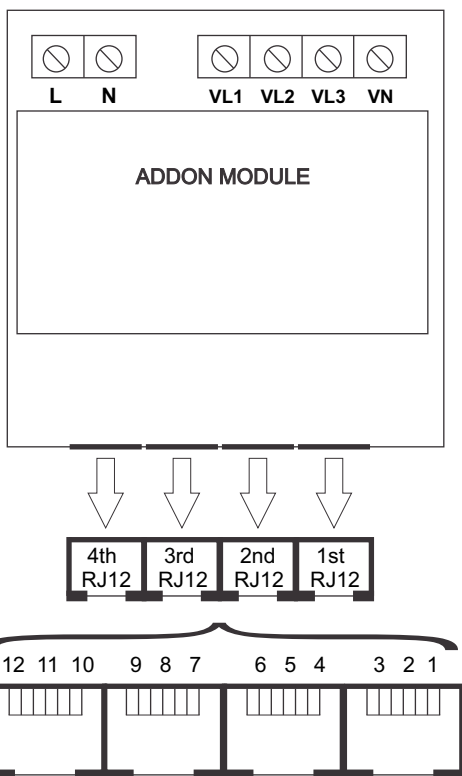 L N VL1 VL2 VL3 VN
ADDON MODULE
4th 3rd 2nd 1st
RJ12 RJ12 RJ12 RJ12
12 11 10 9 8 7 6 5 4 3 2 1